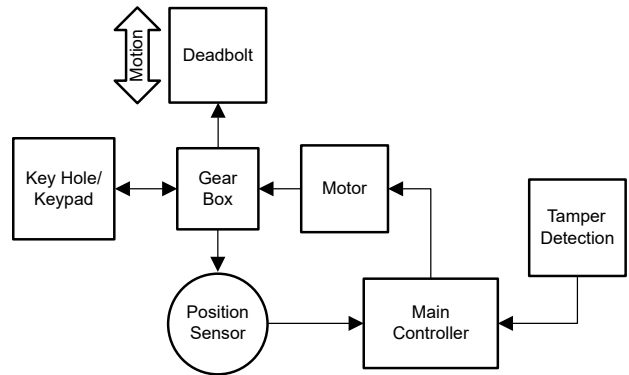 Motion
Deadbolt
Key Hole/
Keypad
Gear
Box
Motor
Tamper
Detection
Position
Sensor
Main
Controller